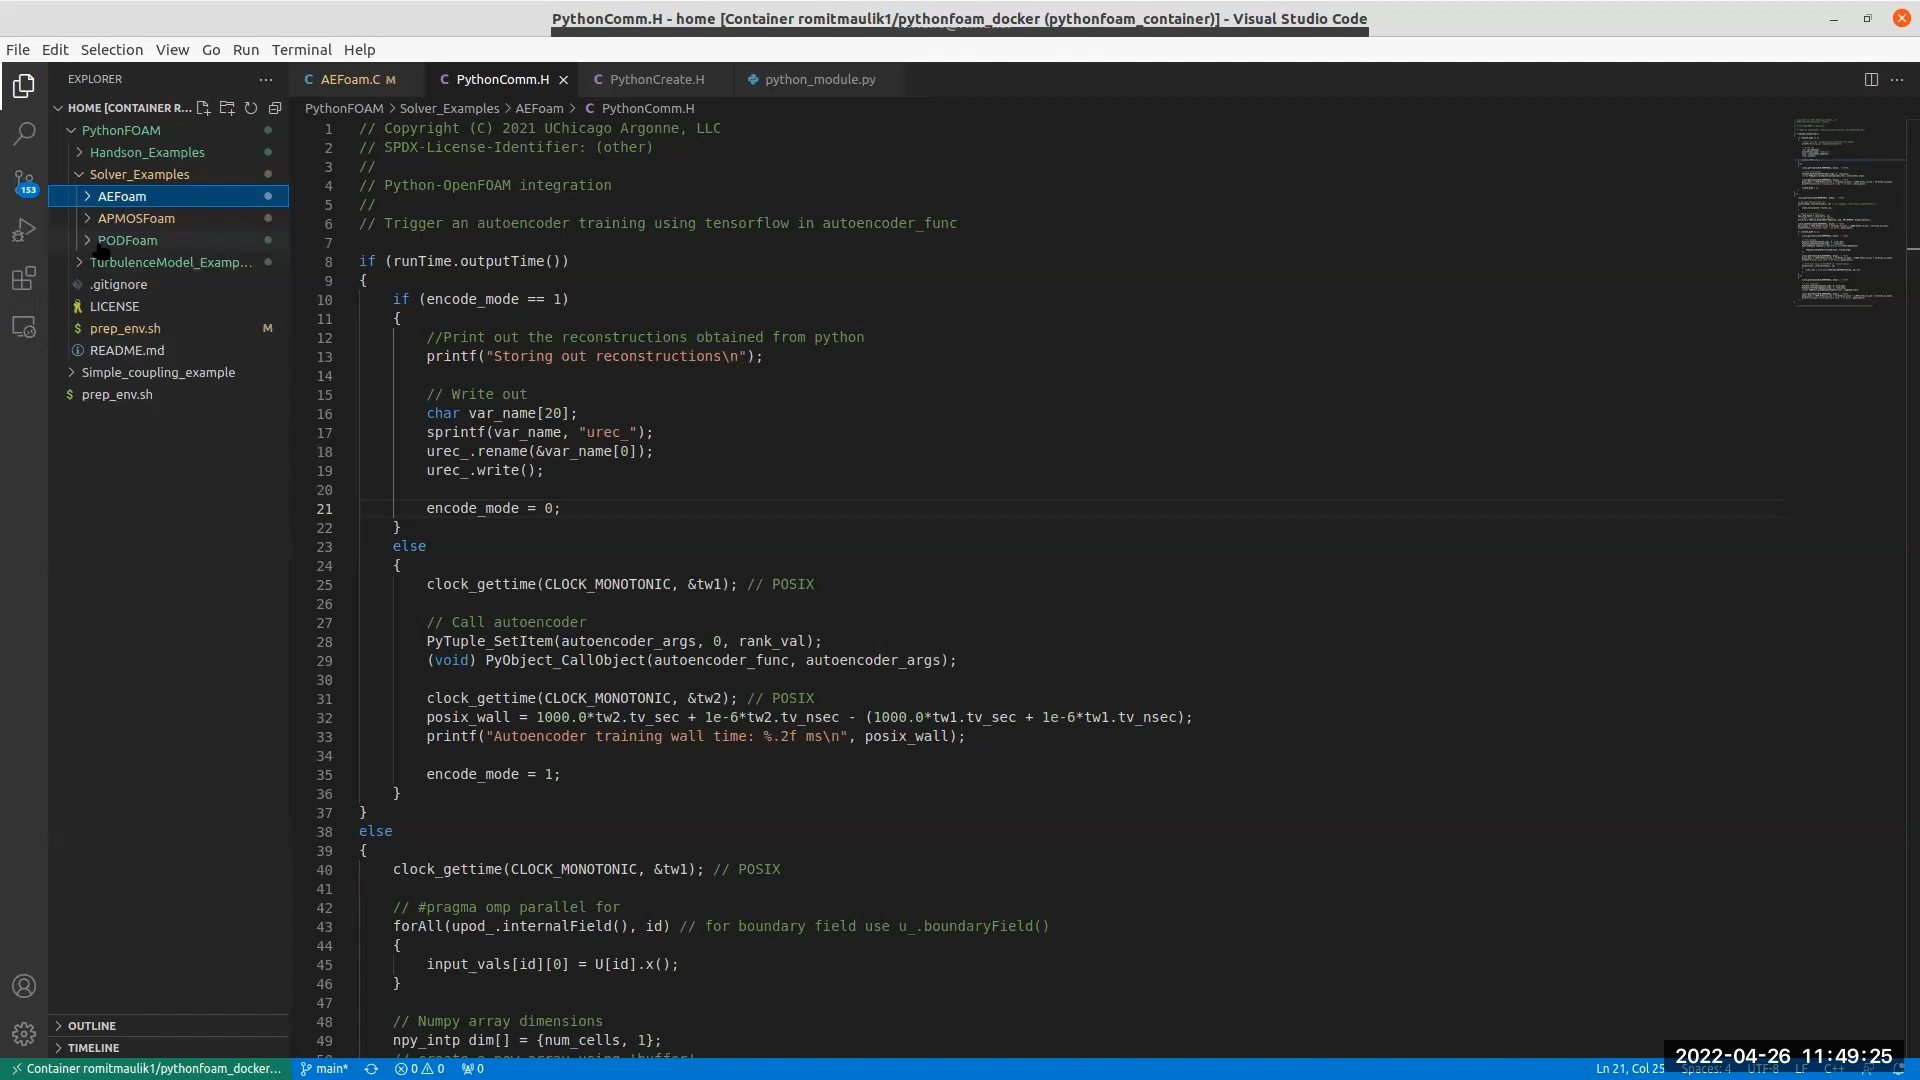 PythonComm.H - home [Container romitmaulik1/pythonfoam_docker (pythonfoam_container)] - Visual Studio Code
File Edit Selection View Go Run Terminal Help
EXPLORER
AEFoam.C M
PythonComm.H
PythonCreate.H
python_module.py
HOME [CONTAINER R...
PythonFOAM > Solver_Examples > AEFoam > C PythonComm.H
PythonFOAM
Handson_Examples
Solver_Examples
AEFoam
APMOSFoam
PODFoam
TurbulenceModel_Examp...
.gitignore
LICENSE
prep_env.sh M
README.md
Simple_coupling_example
prep_env.sh
153
1 // Copyright (C) 2021 UChicago Argonne, LLC
2 // SPDX-License-Identifier: (other)
3 //
4 // Python-OpenFOAM integration
5 //
6 // Trigger an autoencoder training using tensorflow in autoencoder_func
7
8 if (runTime.outputTime())
9 {
10 if (encode_mode == 1)
11 {
12 //Print out the reconstructions obtained from python
13 printf("Storing out reconstructions\n");
14
15 // Write out
16 char var_name[20];
17 sprintf(var_name, "urec_");
18 urec_.rename(&var_name[0]);
19 urec_.write();
20
21 encode_mode = 0;
22 }
23 else
24 {
25 clock_gettime(CLOCK_MONOTONIC, &tw1); // POSIX
26
27 // Call autoencoder
28 PyTuple_SetItem(autoencoder_args, 0, rank_val);
29 (void) PyObject_CallObject(autoencoder_func, autoencoder_args);
30
31 clock_gettime(CLOCK_MONOTONIC, &tw2); // POSIX
32 posix_wall = 1000.0*tw2.tv_sec + 1e-6*tw2.tv_nsec - (1000.0*tw1.tv_sec + 1e-6*tw1.tv_nsec);
33 printf("Autoencoder training wall time: %.2f ms\n", posix_wall);
34
35 encode_mode = 1;
36 }
37 }
38 else
39 {
40 clock_gettime(CLOCK_MONOTONIC, &tw1); // POSIX
41
42 // #pragma omp parallel for
43 forAll(upod_.internalField(), id) // for boundary field use u_.boundaryField()
44 {
45 input_vals[id][0] = U[id].x();
46 }
47
48 // Numpy array dimensions
49 npy_intp dim[] = {num_cells, 1};
OUTLINE
TIMELINE
Container romitmaulik1/pythonfoam_docker... main* 0 0 0
Ln 21, Col 25 Spaces: 4 UTF-8 LF C++
2022-04-26 11:49:25